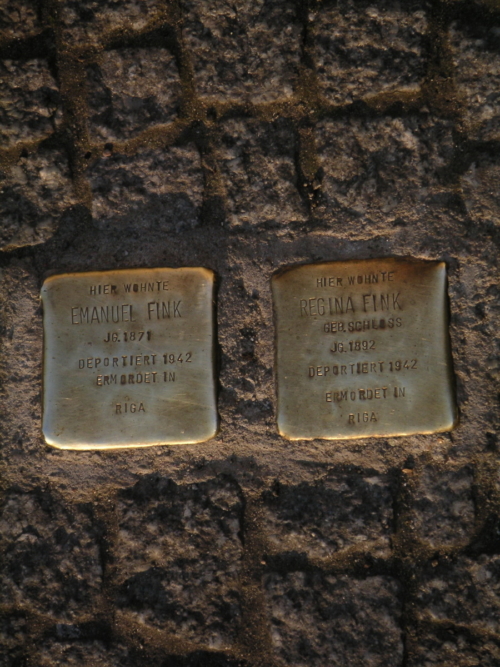 HIER WOHNTE
EMANUEL FINK
JG. 1871
DEPORTIERT 1942
ERMORDET IN
RIGA
HIER WOHNTE
REGINA FINK
GEB. SCHLOSS
JG. 1892
DEPORTIERT 1942
ERMORDET IN
RIGA